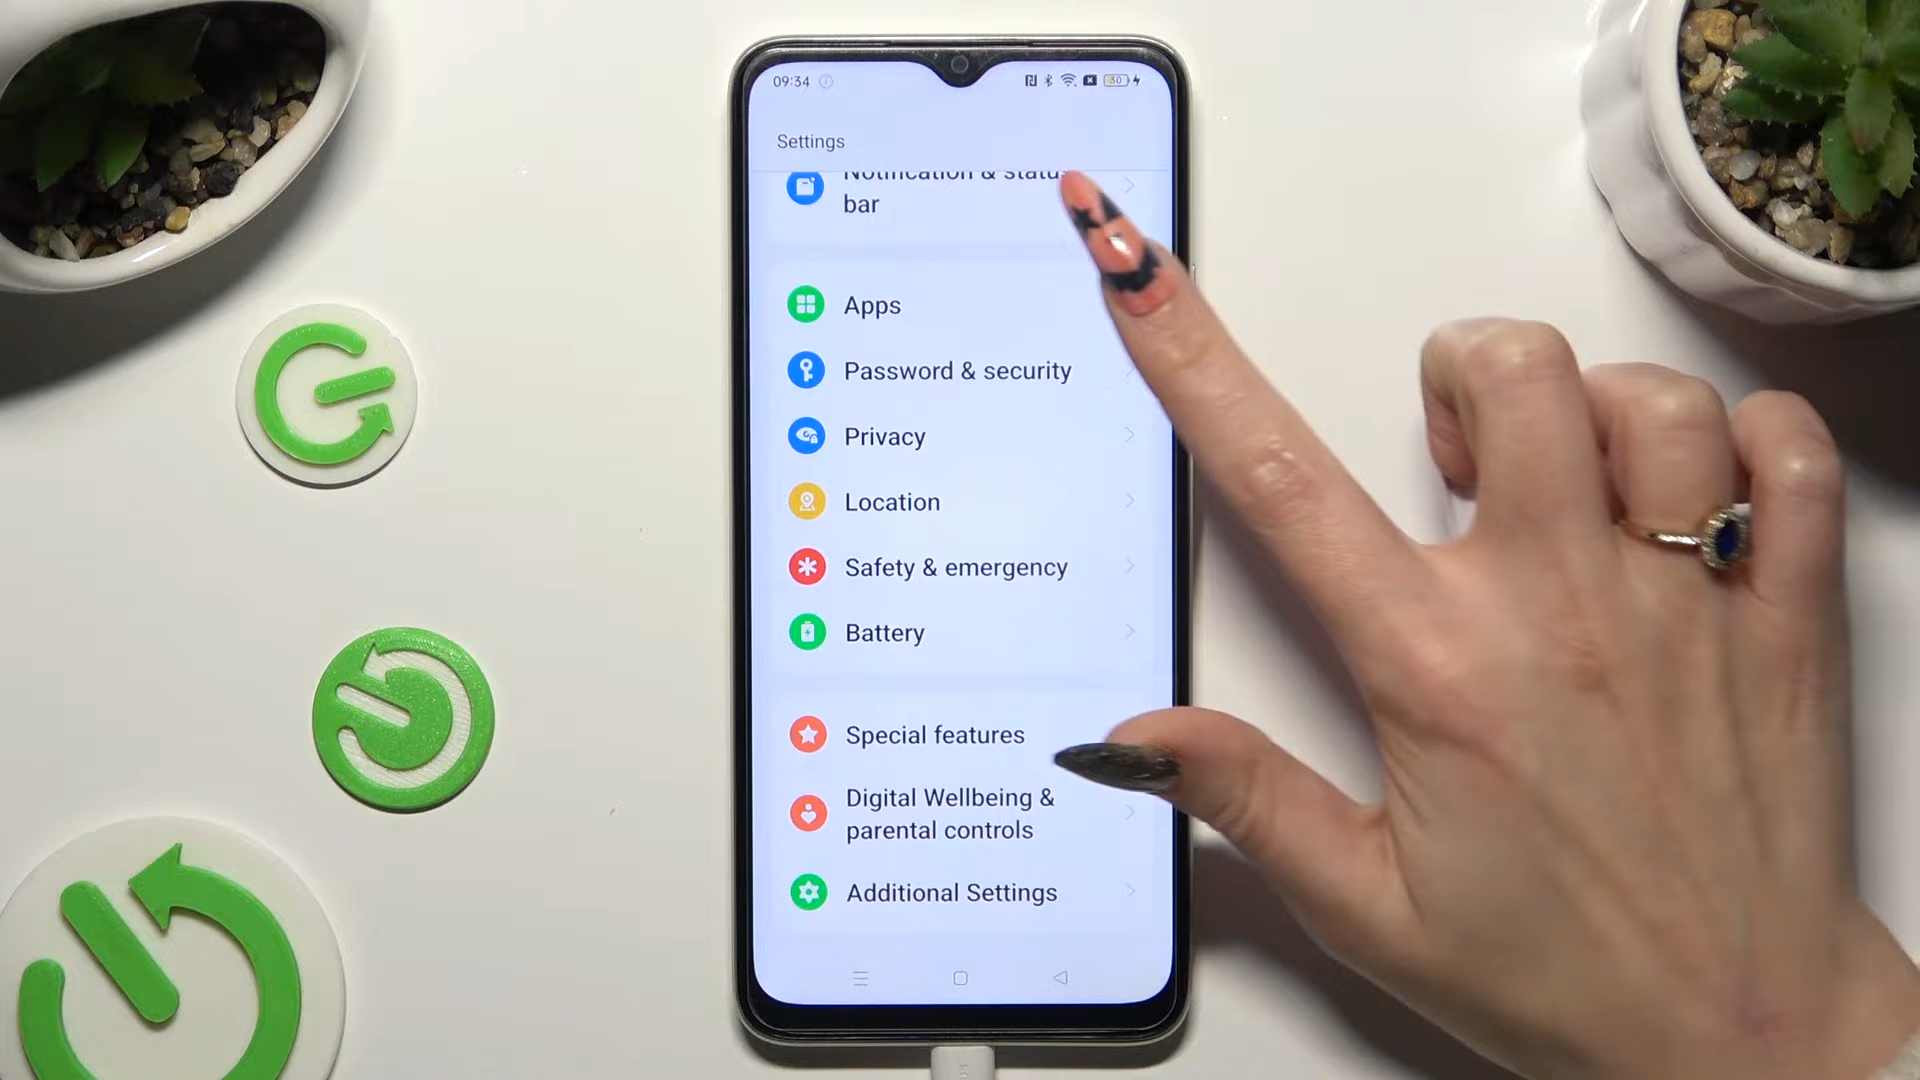 09:34
30
Settings
Notification & status
bar
Apps
Password & security
Privacy
Location
Safety & emergency
Battery
Special features
Digital Wellbeing &
parental controls
Additional Settings